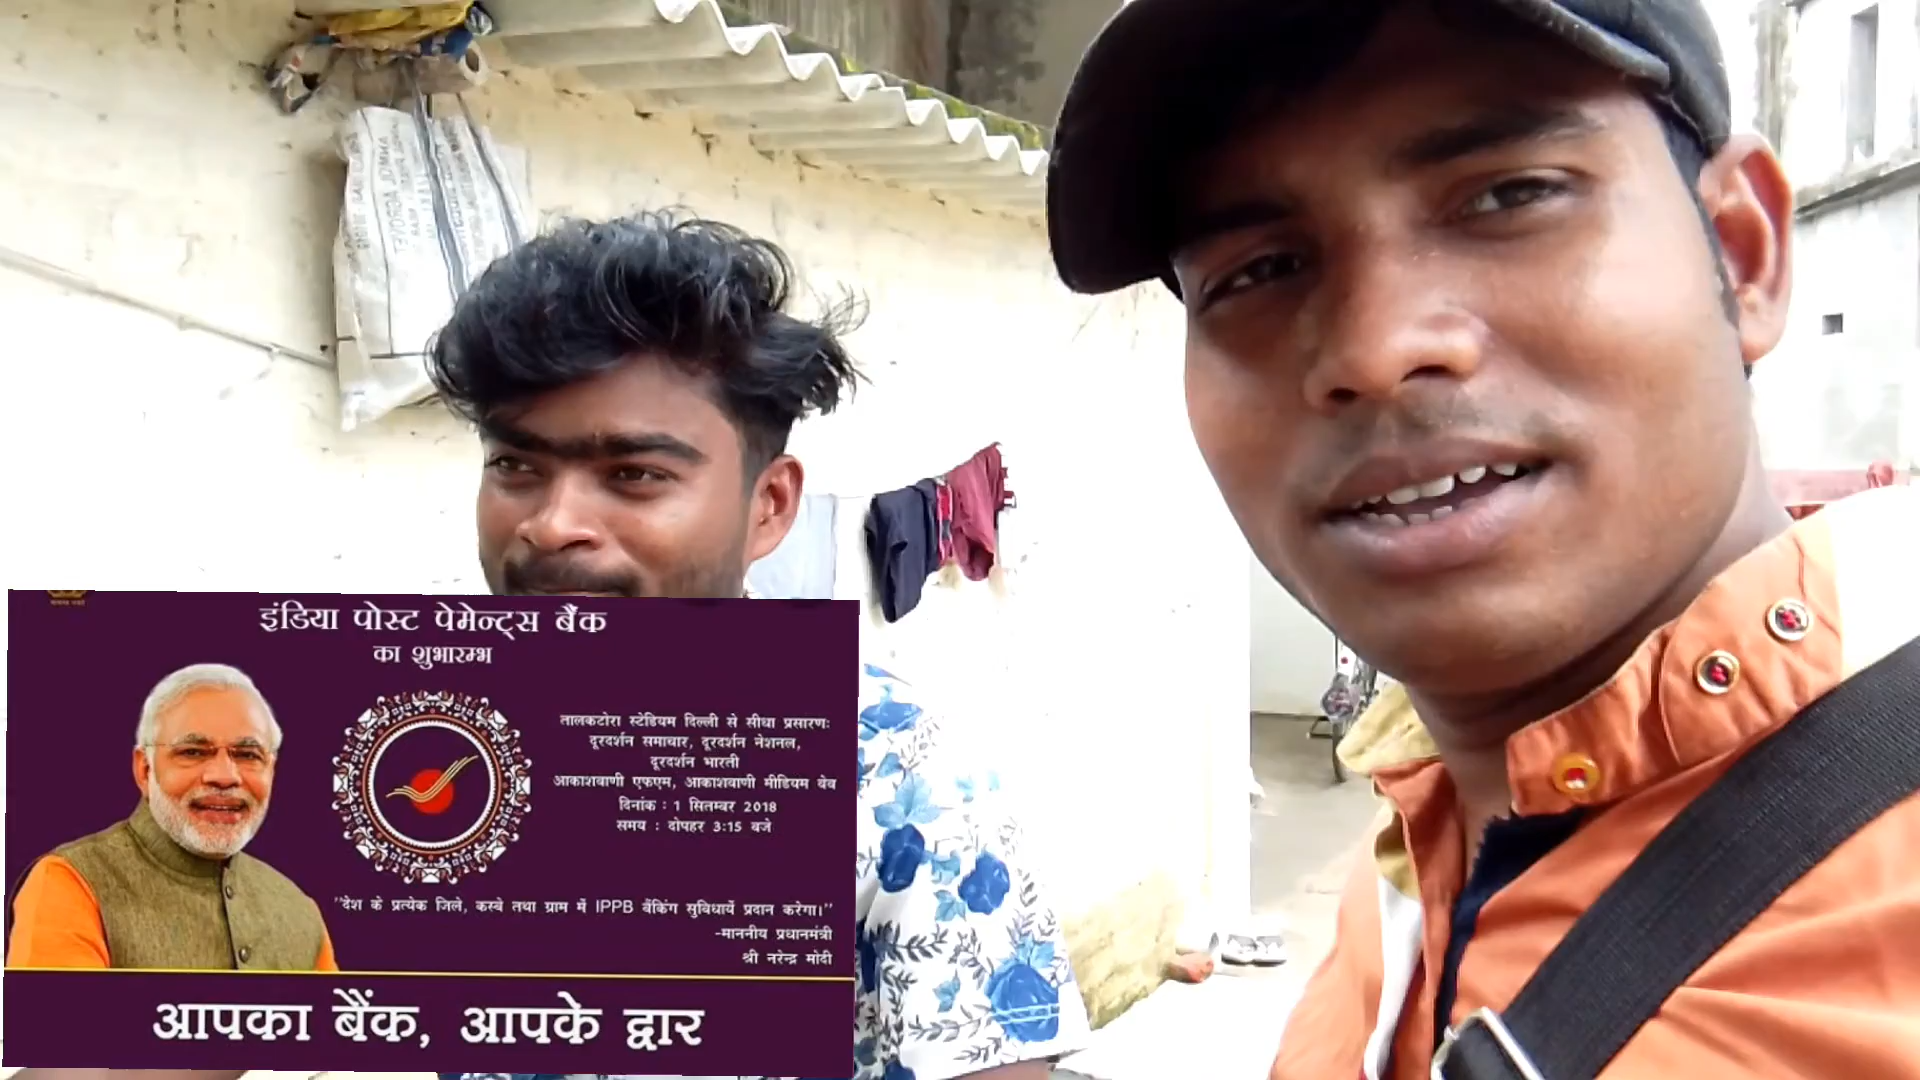 इंडिया पोस्ट पेमेन्ट्स बैंक
का शुभारम्भ
तालकटोरा स्टेडियम दिल्ली से सीधा प्रसारणः
दूरदर्शन समाचार, दूरदर्शन नेशनल,
दूरदर्शन भारती
आकाशवाणी एफएम, आकाशवाणी मीडियम वेव
दिनांक : 1 सितम्बर 2018
समय : दोपहर 3:15 बजे
"देश के प्रत्येक जिले, कस्बे तथा ग्राम में IPPB बैंकिंग सुविधायें प्रदान करेगा।"
-माननीय प्रधानमंत्री
श्री नरेन्द्र मोदी
आपका बैंक, आपके द्वार